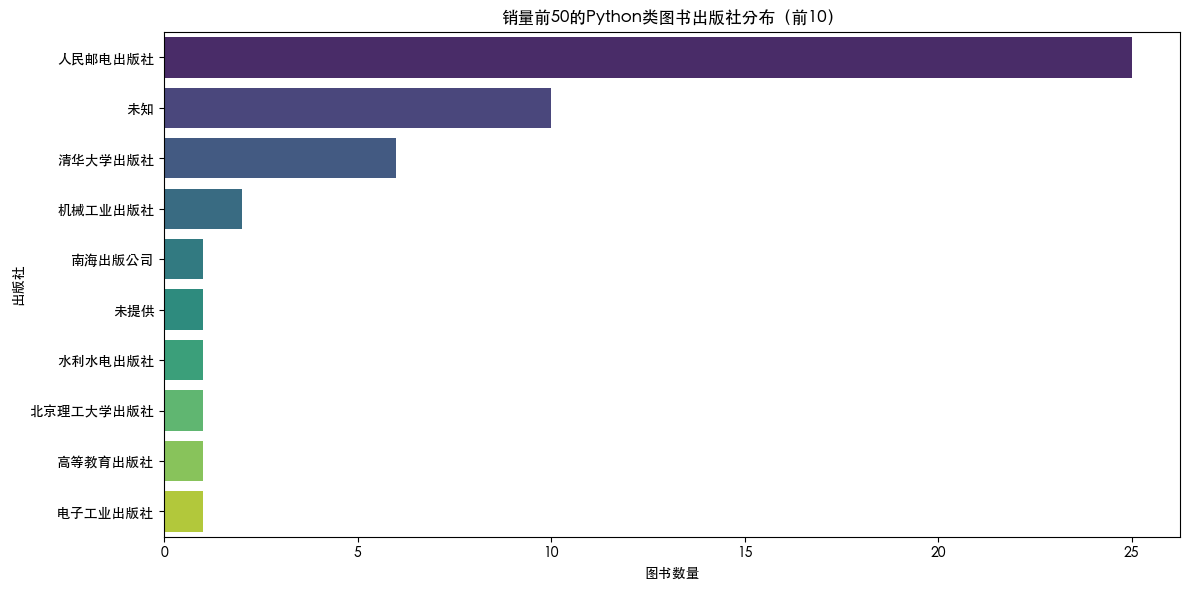 销量前50的Python类图书出版社分布（前10）
人民邮电出版社
未知
清华大学出版社
机械工业出版社
南海出版公司
未提供
水利水电出版社
北京理工大学出版社
高等教育出版社
电子工业出版社
出版社
0 5 10 15 20 25
图书数量